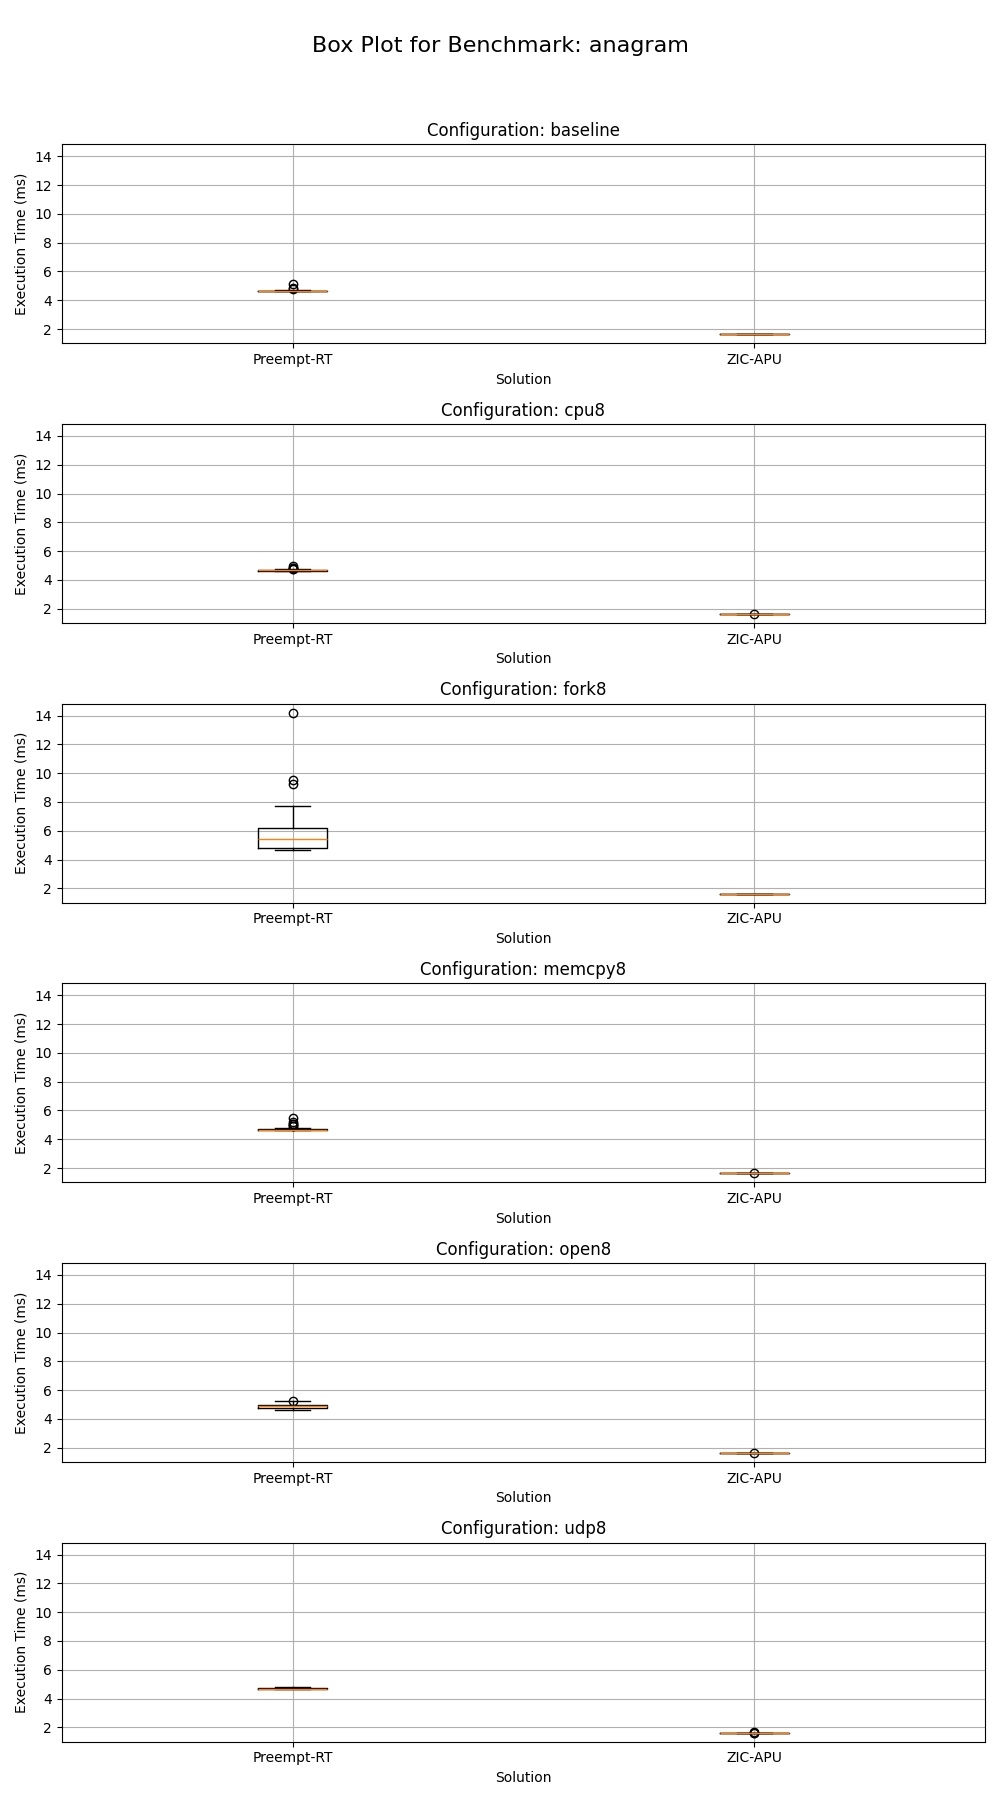 Box Plot for Benchmark: anagram
Configuration: baseline
14
12
10
8
6
4
2
Execution Time (ms)
Preempt-RT ZIC-APU
Solution
Configuration: cpu8
14
12
10
8
6
4
2
Execution Time (ms)
Preempt-RT ZIC-APU
Solution
Configuration: fork8
14
12
10
8
6
4
2
Execution Time (ms)
Preempt-RT ZIC-APU
Solution
Configuration: memcpy8
14
12
10
8
6
4
2
Execution Time (ms)
Preempt-RT ZIC-APU
Solution
Configuration: open8
14
12
10
8
6
4
2
Execution Time (ms)
Preempt-RT ZIC-APU
Solution
Configuration: udp8
14
12
10
8
6
4
2
Execution Time (ms)
Preempt-RT ZIC-APU
Solution